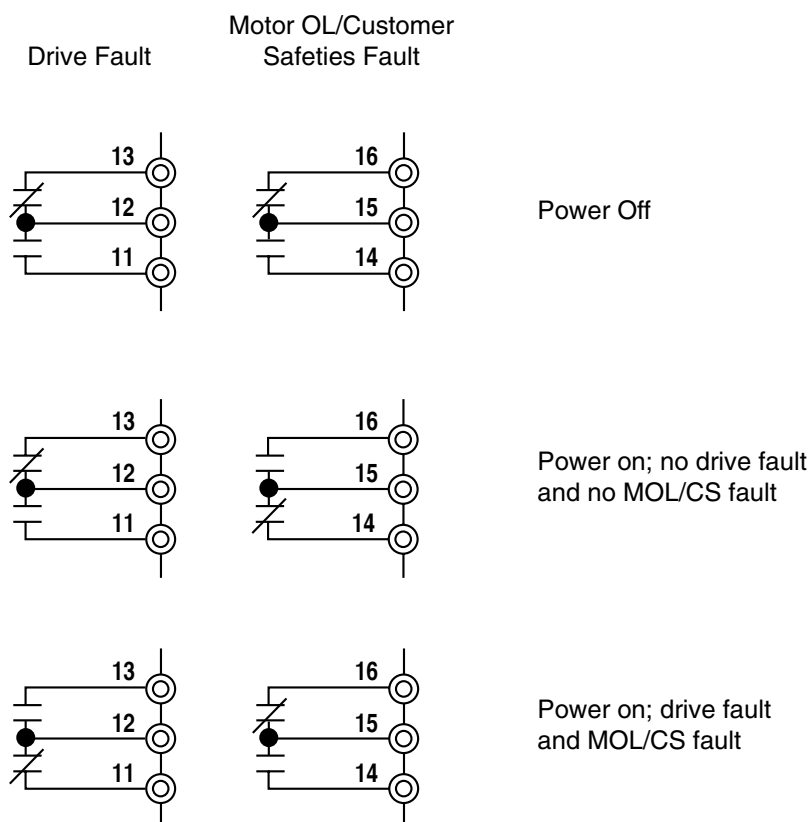 Drive Fault
Motor OL/Customer
Safeties Fault
13
12
11
16
15
14
Power Off
13
12
11
16
15
14
Power on; no drive fault
and no MOL/CS fault
13
12
11
16
15
14
Power on; drive fault
and MOL/CS fault